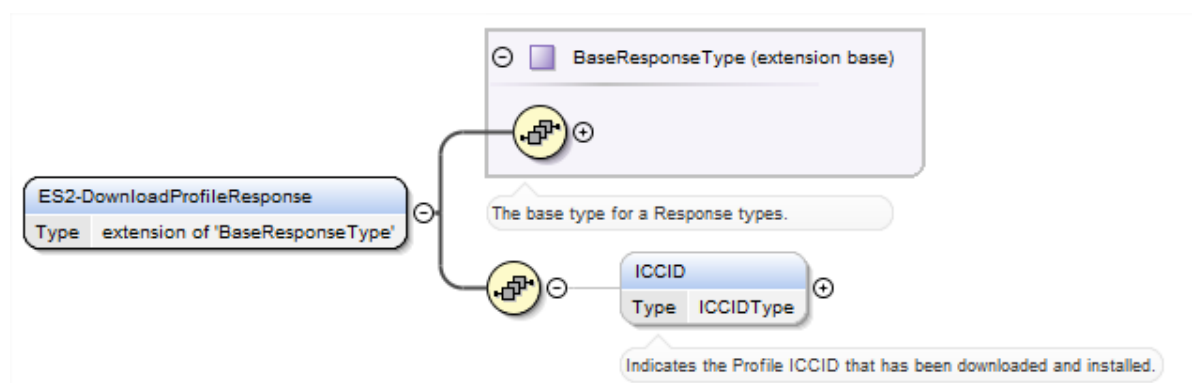 BaseResponseType (extension base)
ES2-DownloadProfileResponse
Type extension of 'BaseResponseType'
The base type for a Response types.
ICCID
Type ICCIDType
Indicates the Profile ICCID that has been downloaded and installed.